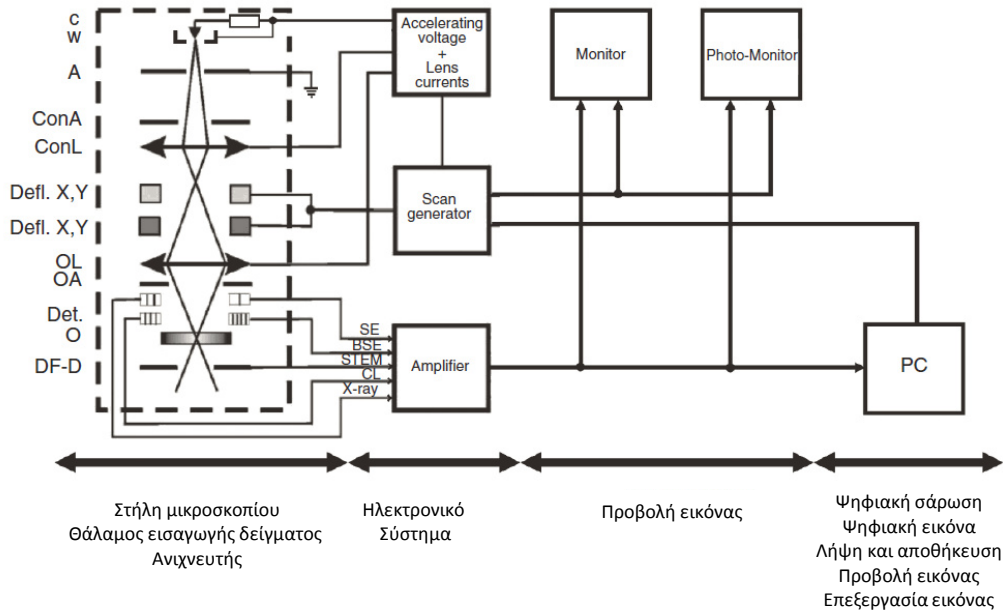 C
W
A
ConA
ConL
Defl. X,Y
Defl. X,Y
OL
OA
Det.
O
DF-D
Accelerating
voltage
+
Lens
currents
Monitor
Photo-Monitor
Scan
generator
SE
BSE
STEM
CL
X-ray
Amplifier
PC
Στήλη μικροσκοπίου
Θάλαμος εισαγωγής δείγματος
Ανιχνευτής
Ηλεκτρονικό
Σύστημα
Προβολή εικόνας
Ψηφιακή σάρωση
Ψηφιακή εικόνα
Λήψη και αποθήκευση
Προβολή εικόνας
Επεξεργασία εικόνας